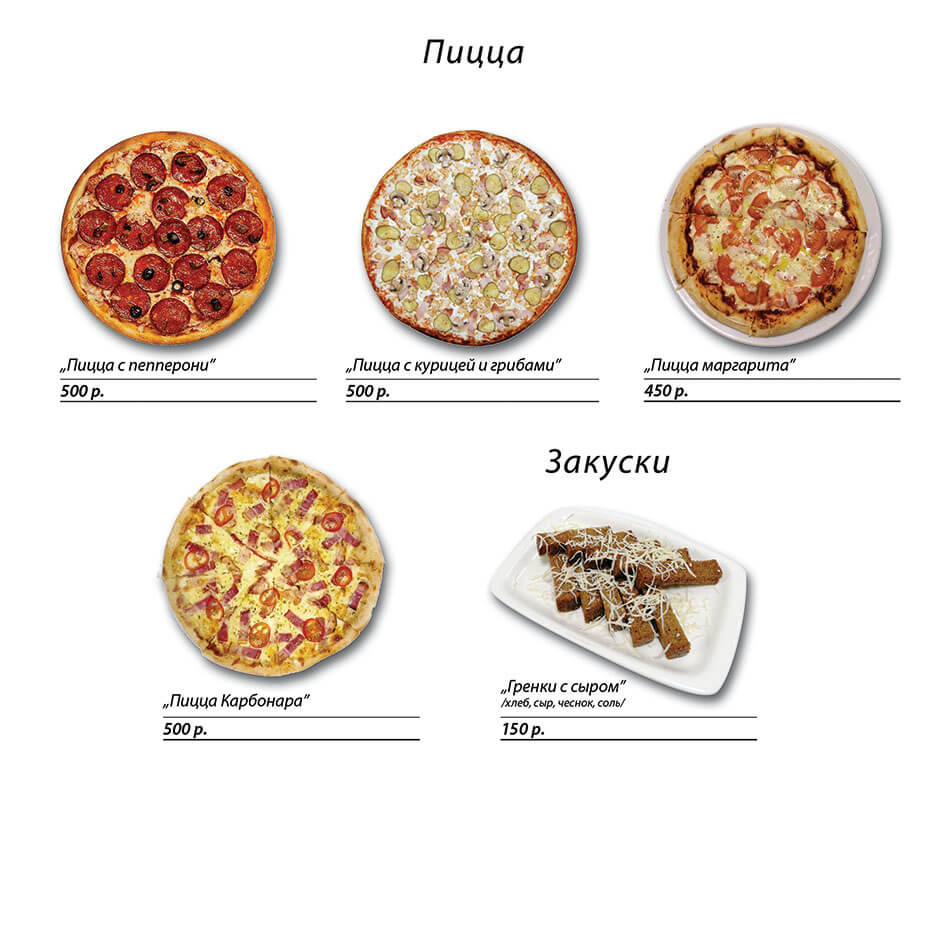 Пицца
„Пицца с пепперони”
500 р.
„Пицца с курицей и грибами”
500 р.
„Пицца маргарита”
450 р.
„Пицца Карбонара”
500 р.
Закуски
„Гренки с сыром”
/хлеб, сыр, чеснок, соль/
150 р.